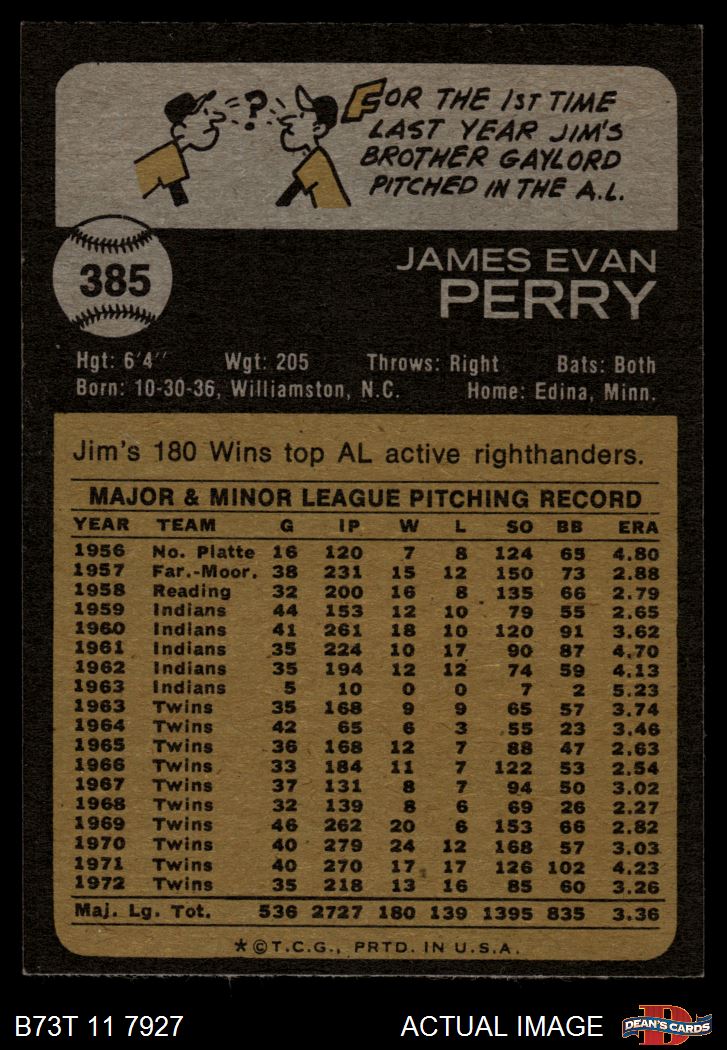 ?
FOR THE 1ST TIME
LAST YEAR JIM'S
BROTHER GAYLORD
PITCHED IN THE A.L.
385
JAMES EVAN
PERRY
Hgt: 6'4" Wgt: 205 Throws: Right Bats: Both
Born: 10-30-36, Williamston, N.C. Home: Edina, Minn.
Jim's 180 Wins top AL active righthanders.
MAJOR & MINOR LEAGUE PITCHING RECORD
YEAR TEAM G IP W L SO BB ERA
1956 No. Platte 16 120 7 8 124 65 4.80
1957 Far.-Moor. 38 231 15 12 150 73 2.88
1958 Reading 32 200 16 8 135 66 2.79
1959 Indians 44 153 12 10 79 55 2.65
1960 Indians 41 261 18 10 120 91 3.62
1961 Indians 35 224 10 17 90 87 4.70
1962 Indians 35 194 12 12 74 59 4.13
1963 Indians 5 10 0 0 7 2 5.23
1963 Twins 35 168 9 9 65 57 3.74
1964 Twins 42 65 6 3 55 23 3.46
1965 Twins 36 168 12 7 88 47 2.63
1966 Twins 33 184 11 7 122 53 2.54
1967 Twins 37 131 8 7 94 50 3.02
1968 Twins 32 139 8 6 69 26 2.27
1969 Twins 46 262 20 6 153 66 2.82
1970 Twins 40 279 24 12 168 57 3.03
1971 Twins 40 270 17 17 126 102 4.23
1972 Twins 35 218 13 16 85 60 3.26
Maj. Lg. Tot. 536 2727 180 139 1395 835 3.36
*©T.C.G., PRTD. IN U.S.A.
B73T 11 7927 ACTUAL IMAGE
D
DEAN'S CARDS